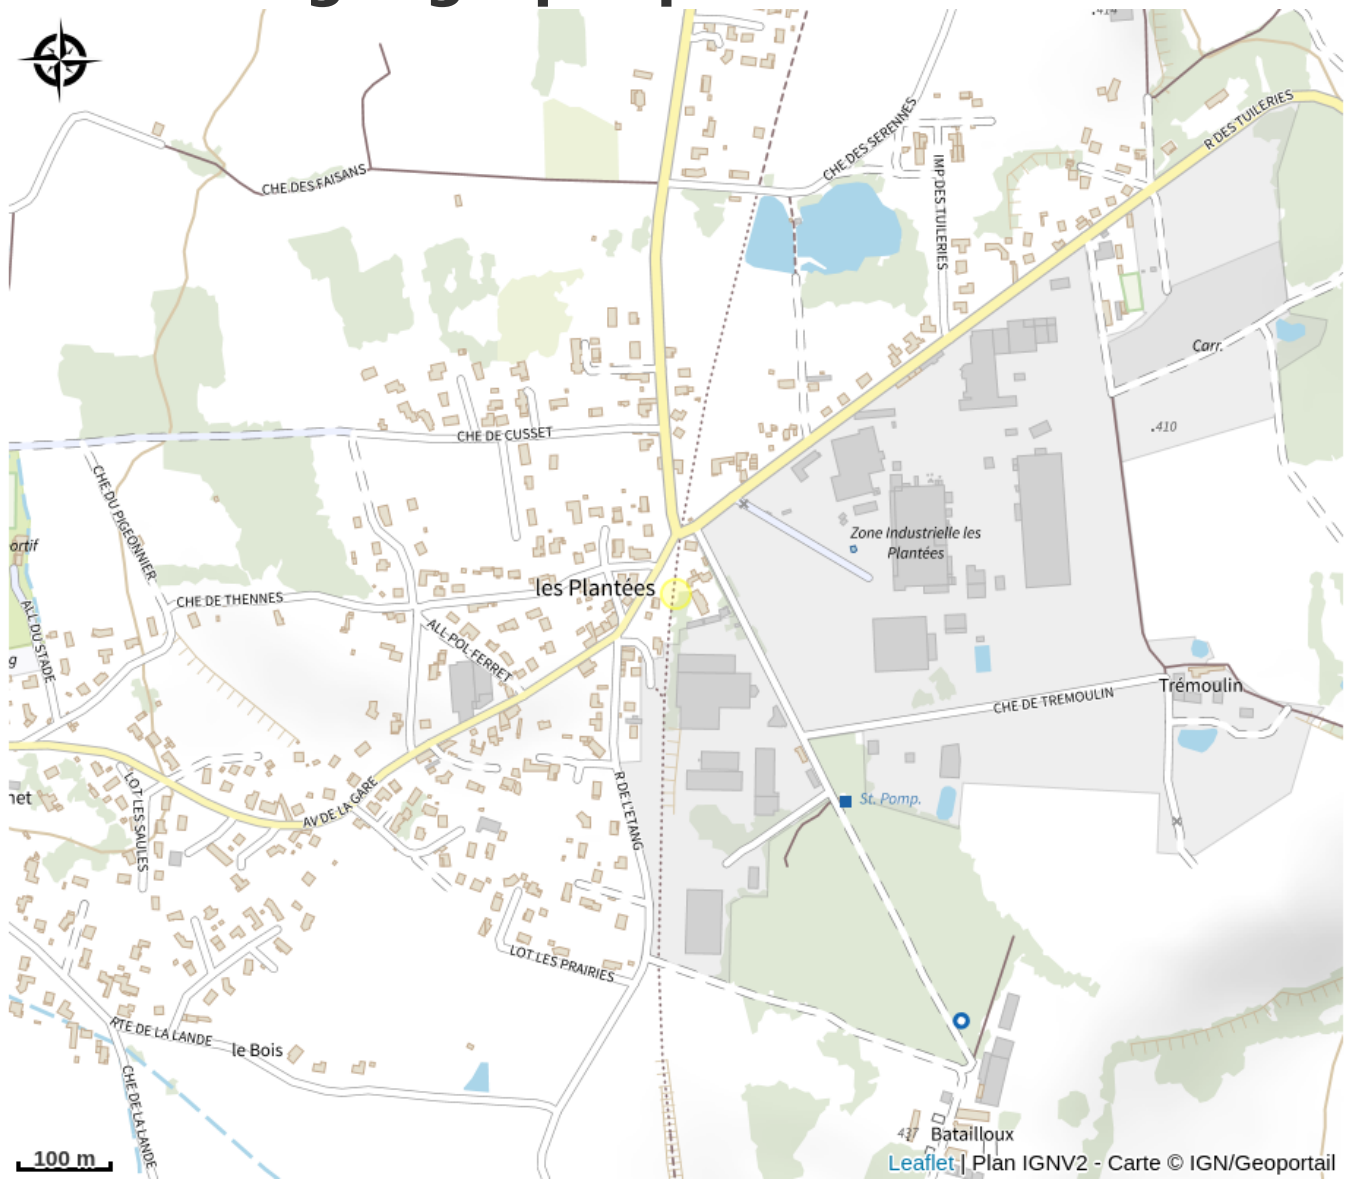 414
R DES TUILERIES
CHE DES SERENNES
CHE DES FAISANS
IMP DES TUILERIES
Carr.
.410
CHE DE CUSSET
CHE DU PIGEONNIER
ortif
Zone Industrielle les
Plantées
les Plantées
CHE DE THENNES
ALL DU STADE
ALL POL FERRET
g
Trémoulin
CHE DE TREMOULIN
LOT LES SAULES
net
AV DE LA GARE
R DE L'ETANG
St. Pomp.
LOT LES PRAIRIES
RTE DE LA LANDE
le Bois
CHE DE LA LANDE
437
Batailloux
100 m
Leaflet | Plan IGNV2 - Carte © IGN/Geoportail